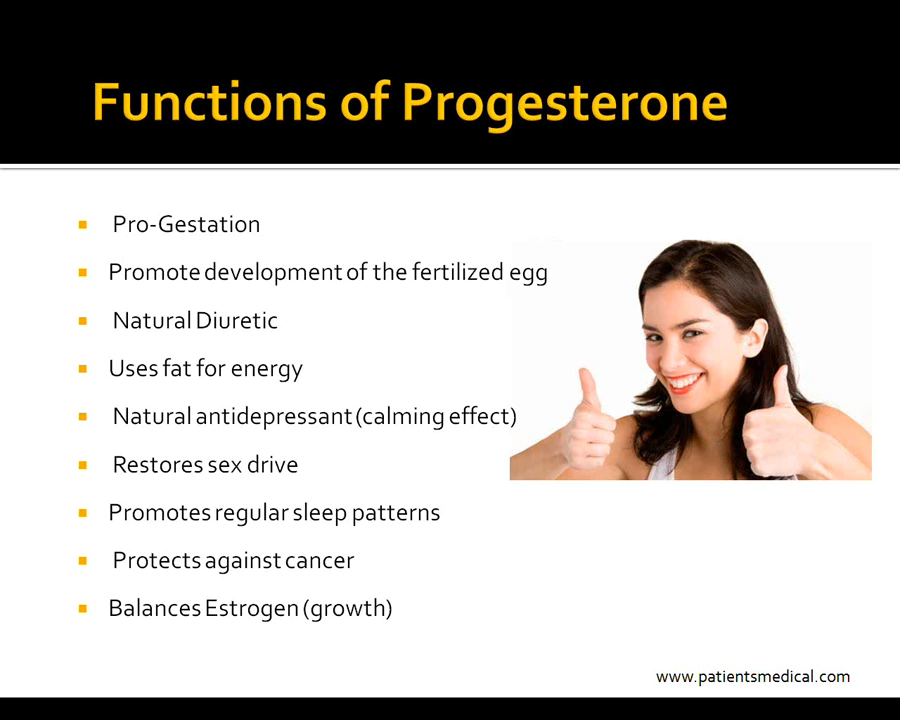 Functions of Progesterone
Pro-Gestation
Promote development of the fertilized egg
Natural Diuretic
Uses fat for energy
Natural antidepressant (calming effect)
Restores sex drive
Promotes regular sleep patterns
Protects against cancer
Balances Estrogen (growth)
www.patientsmedical.com